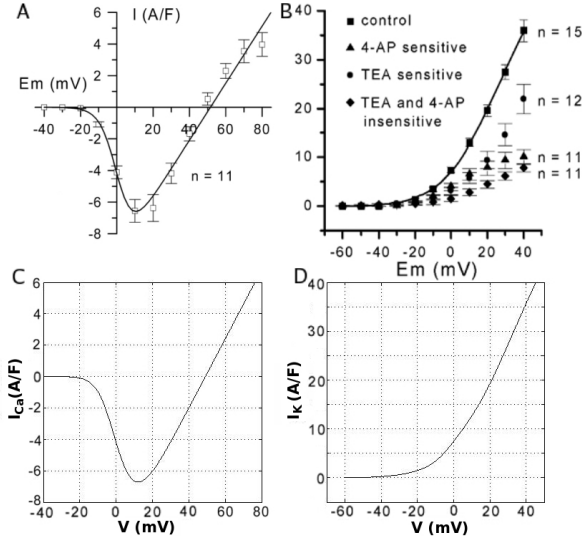 A
I (A/F)
6
4
2
Em (mV)
0
-40
-20
20
40
60
80
-2
-4
-6
-8
n = 11
B
control
4-AP sensitive
TEA sensitive
TEA and 4-AP
insensitive
40
30
20
10
0
n = 15
n = 12
n = 11
n = 11
-60 -40 -20 0 20 40
Em (mV)
C
I_Ca(A/F)
6
4
2
0
-2
-4
-6
-8
-40 -20 0 20 40 60 80
V (mV)
D
I_K(A/F)
40
30
20
10
0
-60 -40 -20 0 20 40
V (mV)